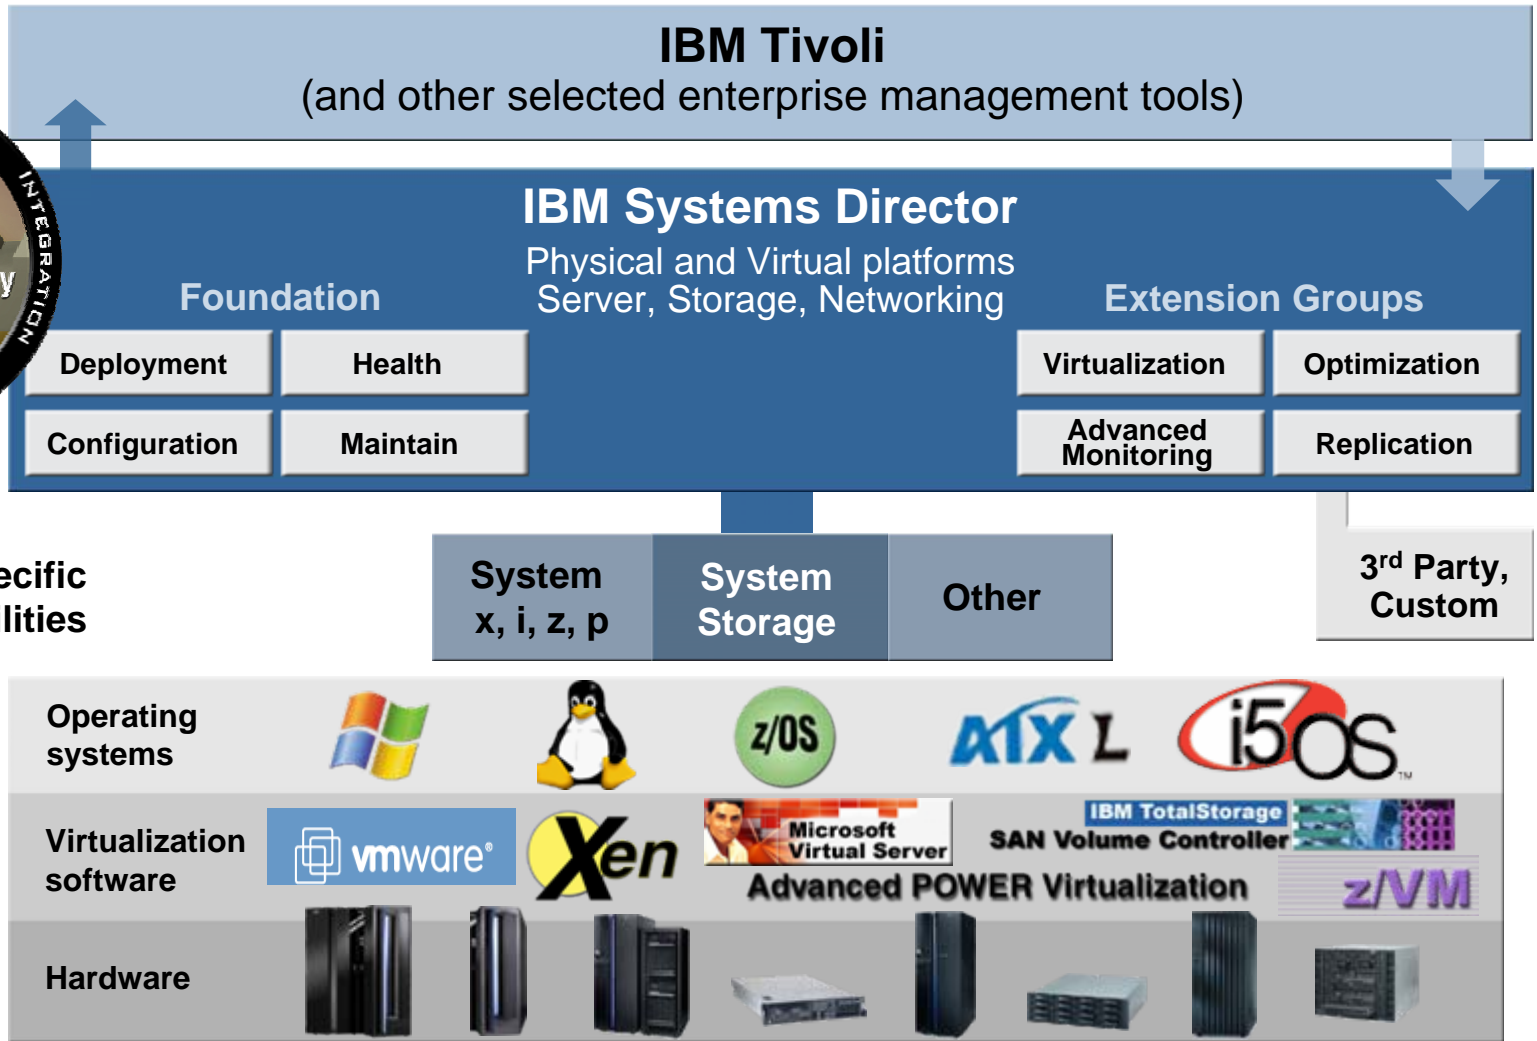 IBM Tivoli
(and other selected enterprise management tools)
INTEGRATION
IBM Systems Director
Physical and Virtual platforms
Server, Storage, Networking
Foundation
Deployment
Health
Configuration
Maintain
Extension Groups
Virtualization
Optimization
Advanced
Monitoring
Replication
System
x, i, z, p
System
Storage
Other
3rd Party,
Custom
Operating
systems
z/OS
AIX L
i5/OS™
Virtualization
software
vmware®
Xen
Microsoft
Virtual Server
IBM TotalStorage
SAN Volume Controller
Advanced POWER Virtualization
z/VM
Hardware